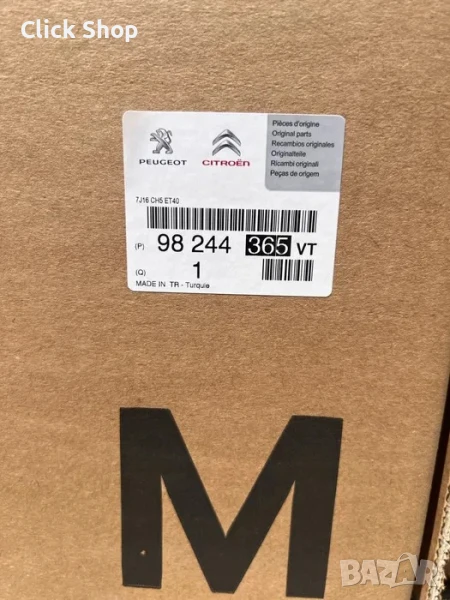 Click Shop
PEUGEOT
CITROËN
Pièces d'origine
Original parts
Recambios originales
Originalteile
Ricambi originali
Peças de origem
7J16 CH5 ET40
(P) 98 244 365 VT
(Q) 1
MADE IN TR - Turquie
M
BAZAR